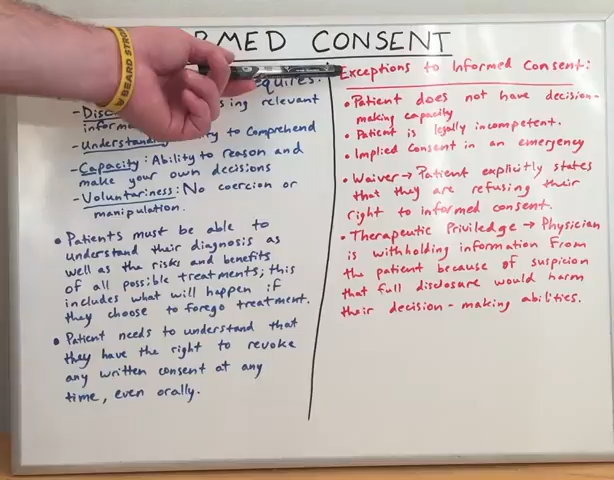 RMED CONSENT
BEARD STRO
equires:
- Disc sing relevant
inform
- Understand y to Comprehend
- Capacity: Ability to reason and
make your own decisions
- Voluntariness: No coercion or
manipulation.
• Patients must be able to
understand their diagnosis as
well as the risks and benefits
of all possible treatments; this
includes what will happen if
they choose to forego treatment.
• Patient needs to understand that
they have the right to revoke
any written consent at any
time, even orally.
Exceptions to Informed Consent:
• Patient does not have decision-
making capacity
• Patient is legally incompetent.
• Implied Consent in an emergency
• Waiver → Patient explicitly states
that they are refusing their
right to informed consent.
• Therapeutic Priviledge → Physician
is withholding information from
the patient because of suspicion
that full disclosure would harm
their decision-making abilities.